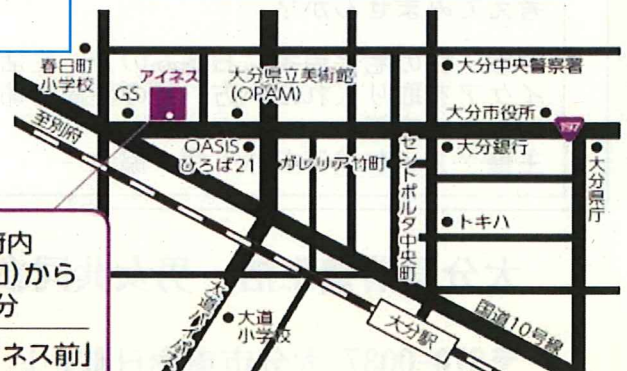 春日町
小学校
アイネス
GS
大分県立美術館
(OPAM)
大分中央警察署
大分市役所
197
至別府
OASIS
ひろば21
ガレリア竹町
セントポルタ中央町
大分銀行
大分県庁
トキハ
府内
口)から
分
ネス前」
大道
小学校
大分駅
国道10号線